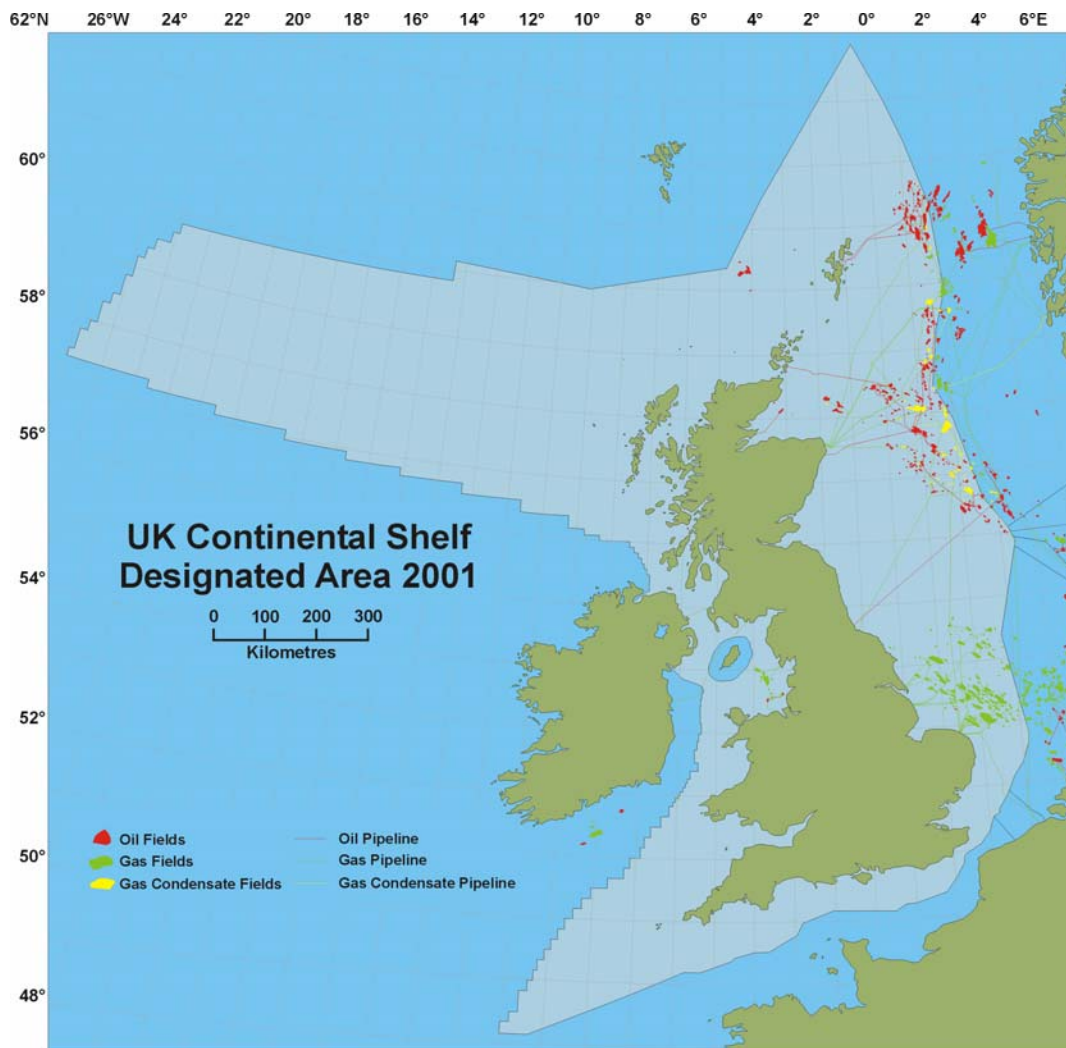 62°N 26°W 24° 22° 20° 18° 16° 14° 12° 10° 8° 6° 4° 2° 0° 2° 4° 6°E
60°
58°
56°
54°
52°
50°
48°
UK Continental Shelf
Designated Area 2001
0 100 200 300
Kilometres
Oil Fields Oil Pipeline
Gas Fields Gas Pipeline
Gas Condensate Fields Gas Condensate Pipeline